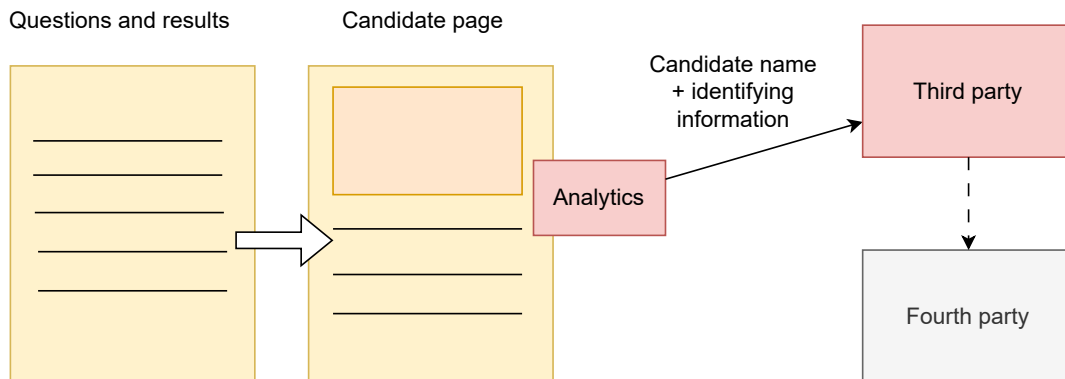 Questions and results
Candidate page
Candidate name
+ identifying
information
Third party
Analytics
Fourth party